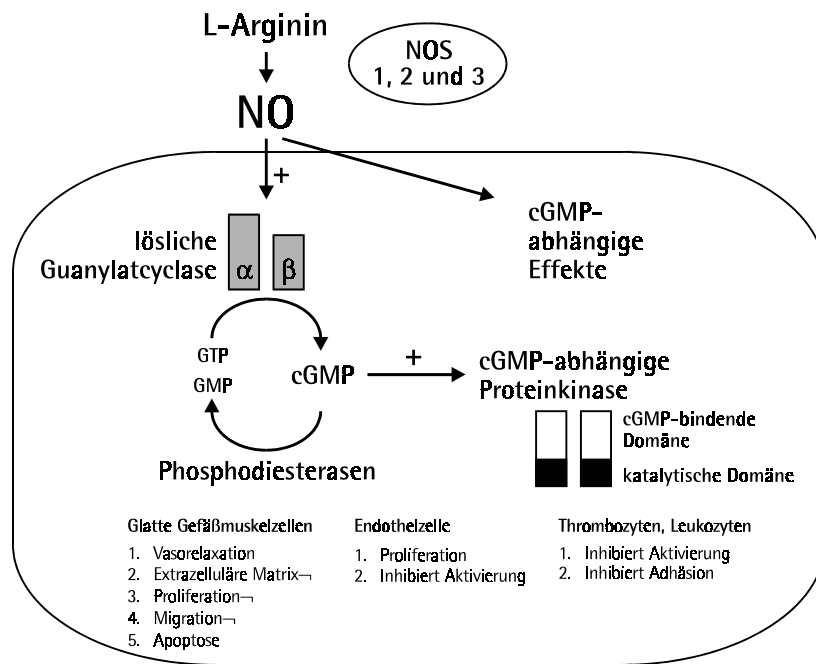 L-Arginin
NOS
1, 2 und 3
NO
+
cGMP-
abhängige
Effekte
lösliche
Guanylatcyclase
α
β
GTP
GMP
cGMP
+
cGMP-abhängige
Proteinkinase
cGMP-bindende
Domäne
katalytische Domäne
Phosphodiesterasen
Glatte Gefäßmuskelzellen
1. Vasorelaxation
2. Extrazelluläre Matrix¬
3. Proliferation¬
4. Migration¬
5. Apoptose
Endothelzelle
1. Proliferation
2. Inhibiert Aktivierung
Thrombozyten, Leukozyten
1. Inhibiert Aktivierung
2. Inhibiert Adhäsion